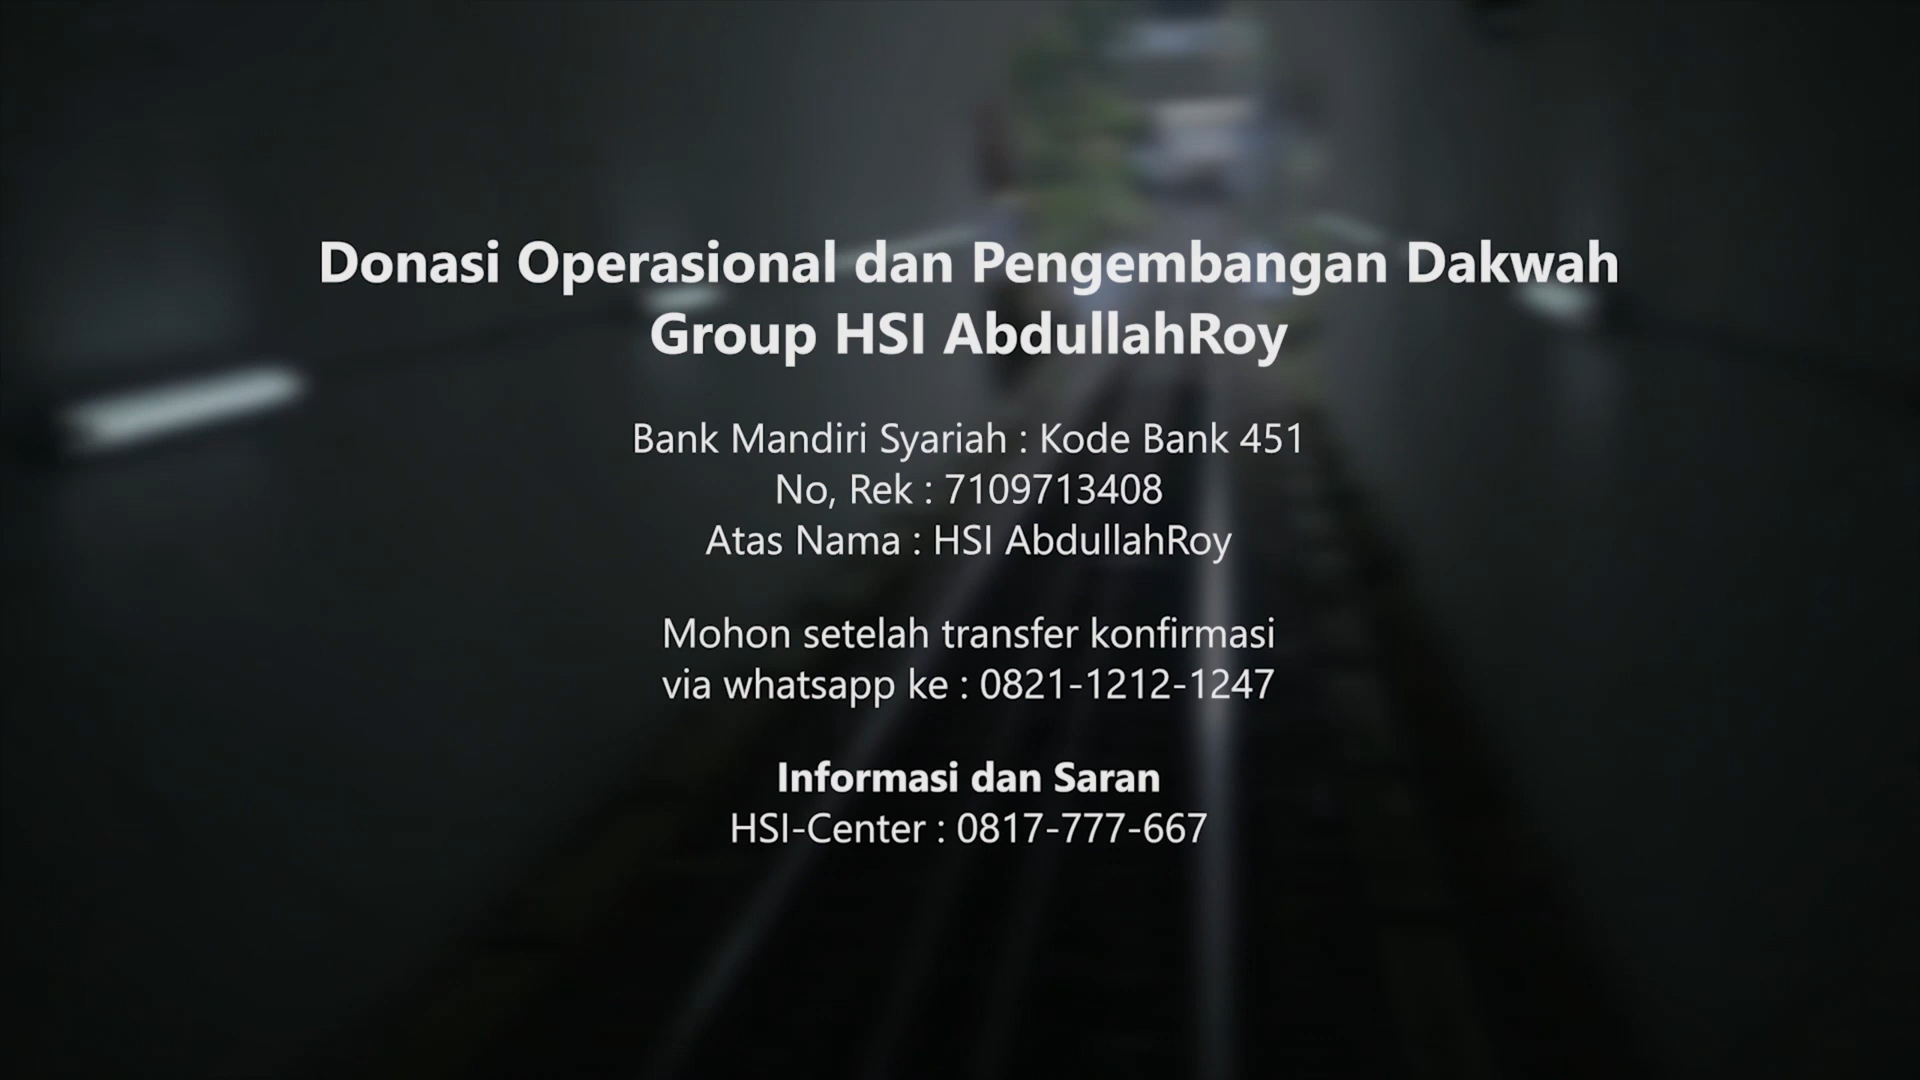 Donasi Operasional dan Pengembangan Dakwah
Group HSI AbdullahRoy
Bank Mandiri Syariah : Kode Bank 451
No, Rek : 7109713408
Atas Nama : HSI AbdullahRoy
Mohon setelah transfer konfirmasi
via whatsapp ke : 0821-1212-1247
Informasi dan Saran
HSI-Center : 0817-777-667